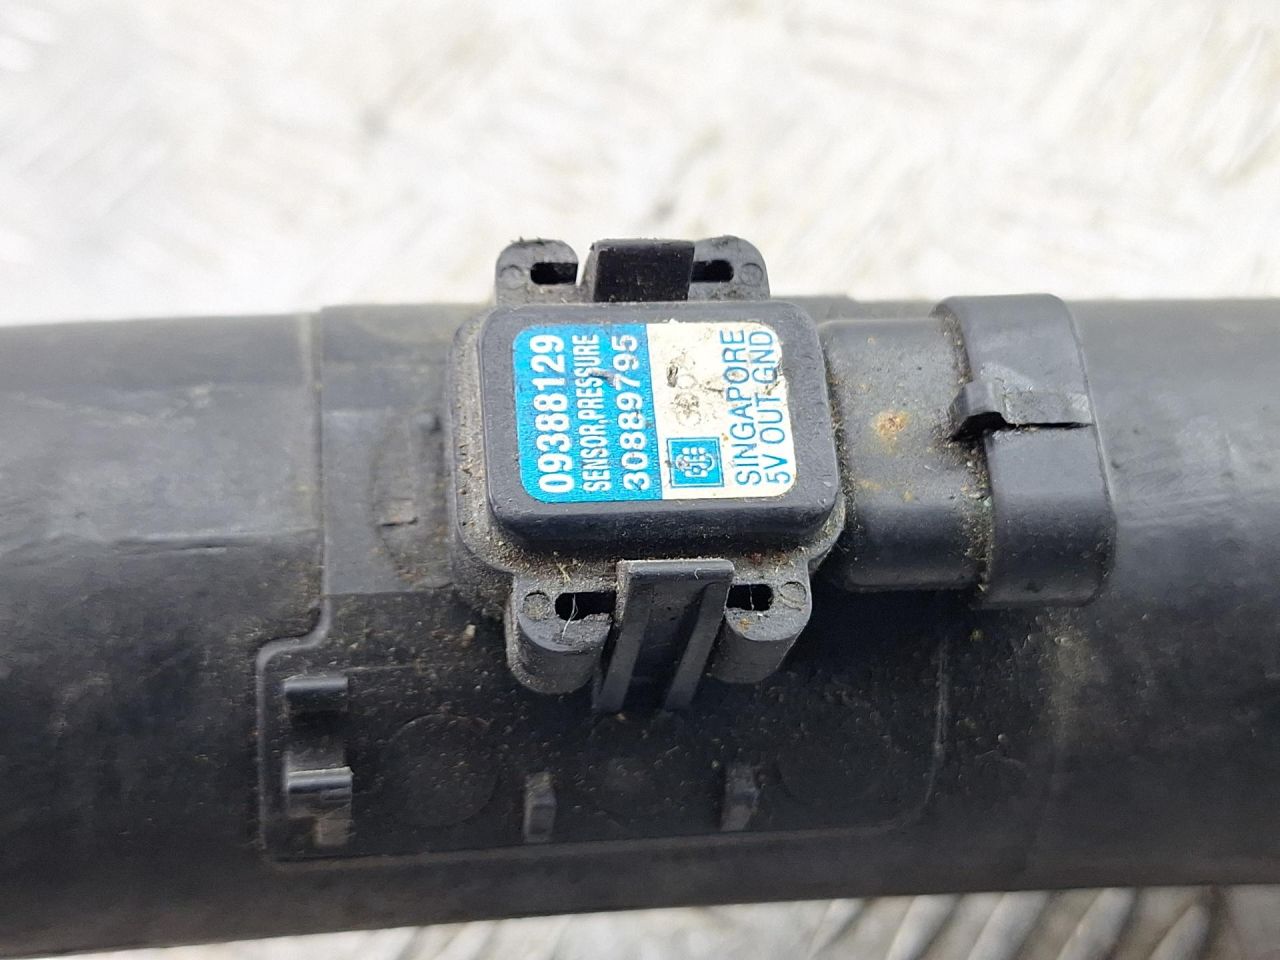 09388129
SENSOR.PRESSURE
30889795
SINGAPORE
5V OUT GND